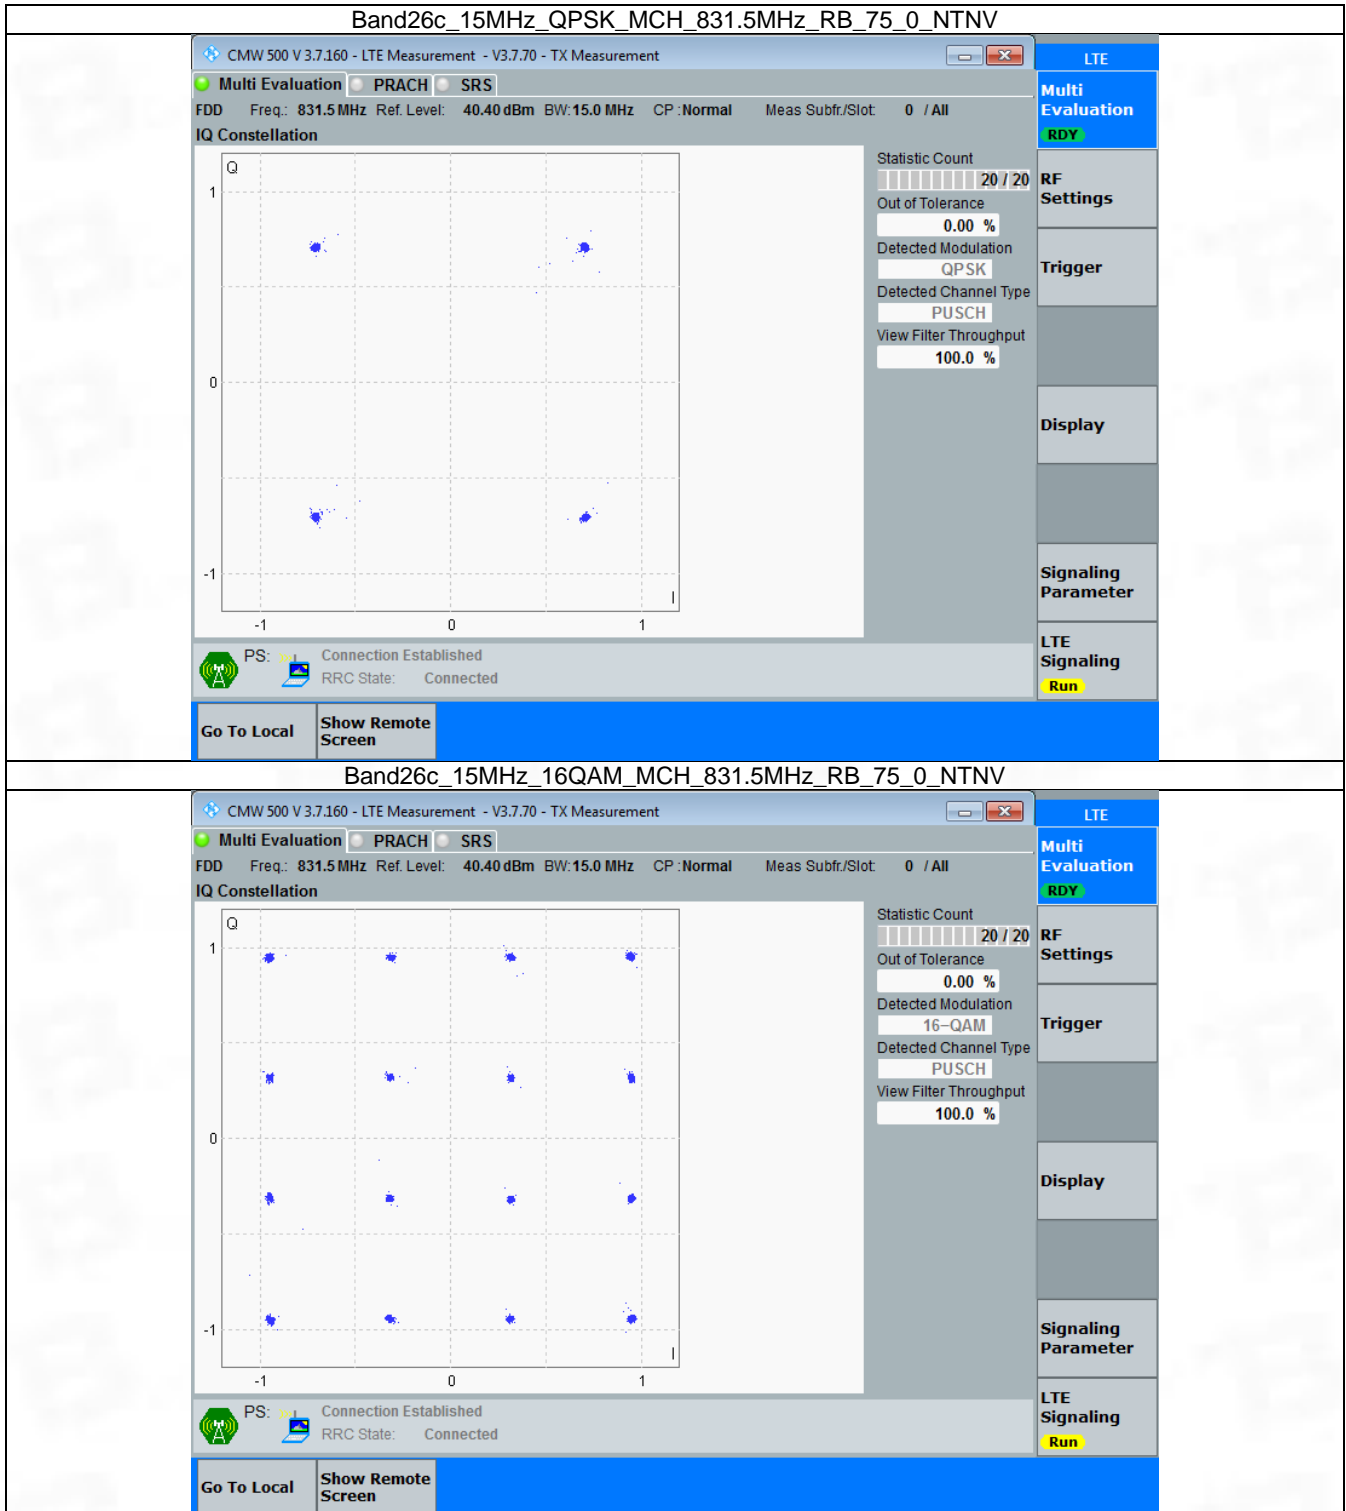 Band26c_15MHz_QPSK_MCH_831.5MHz_RB_75_0_NTNV
CMW 500 V 3.7.160 - LTE Measurement - V3.7.70 - TX Measurement
LTE
Multi Evaluation PRACH SRS
Multi Evaluation
RDY
FDD Freq.: 831.5 MHz Ref. Level: 40.40 dBm BW: 15.0 MHz CP : Normal Meas Subfr./Slot: 0 / All
IQ Constellation
Q
1
0
-1
-1 0 1
I
Statistic Count
20 / 20
Out of Tolerance
0.00 %
Detected Modulation
QPSK
Detected Channel Type
PUSCH
View Filter Throughput
100.0 %
RF
Settings
Trigger
Display
Signaling
Parameter
LTE
Signaling
Run
PS: Connection Established
RRC State: Connected
Go To Local
Show Remote
Screen
Band26c_15MHz_16QAM_MCH_831.5MHz_RB_75_0_NTNV
CMW 500 V 3.7.160 - LTE Measurement - V3.7.70 - TX Measurement
LTE
Multi Evaluation PRACH SRS
Multi Evaluation
RDY
FDD Freq.: 831.5 MHz Ref. Level: 40.40 dBm BW: 15.0 MHz CP : Normal Meas Subfr./Slot: 0 / All
IQ Constellation
Q
1
0
-1
-1 0 1
I
Statistic Count
20 / 20
Out of Tolerance
0.00 %
Detected Modulation
16-QAM
Detected Channel Type
PUSCH
View Filter Throughput
100.0 %
RF
Settings
Trigger
Display
Signaling
Parameter
LTE
Signaling
Run
PS: Connection Established
RRC State: Connected
Go To Local
Show Remote
Screen